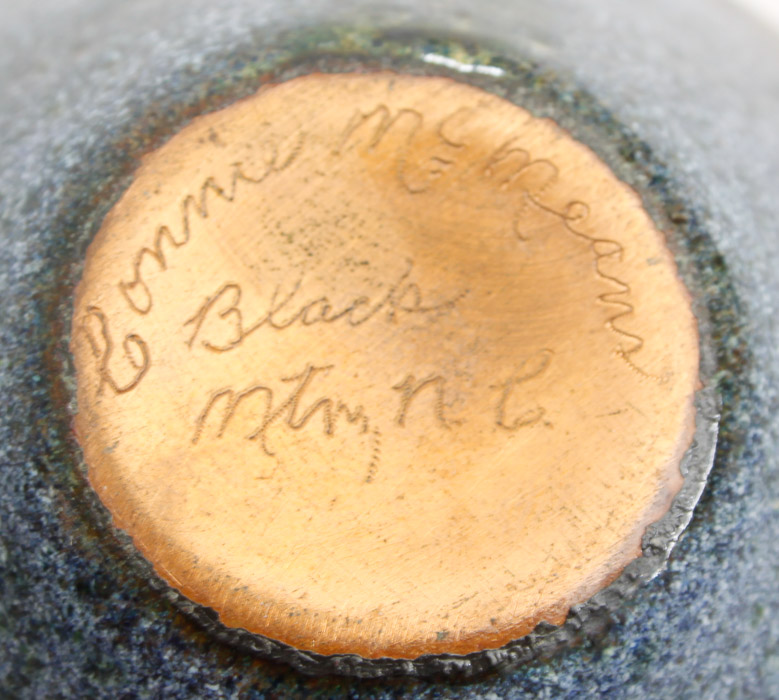 Connie McMeans
Black
Mtn, N.C.